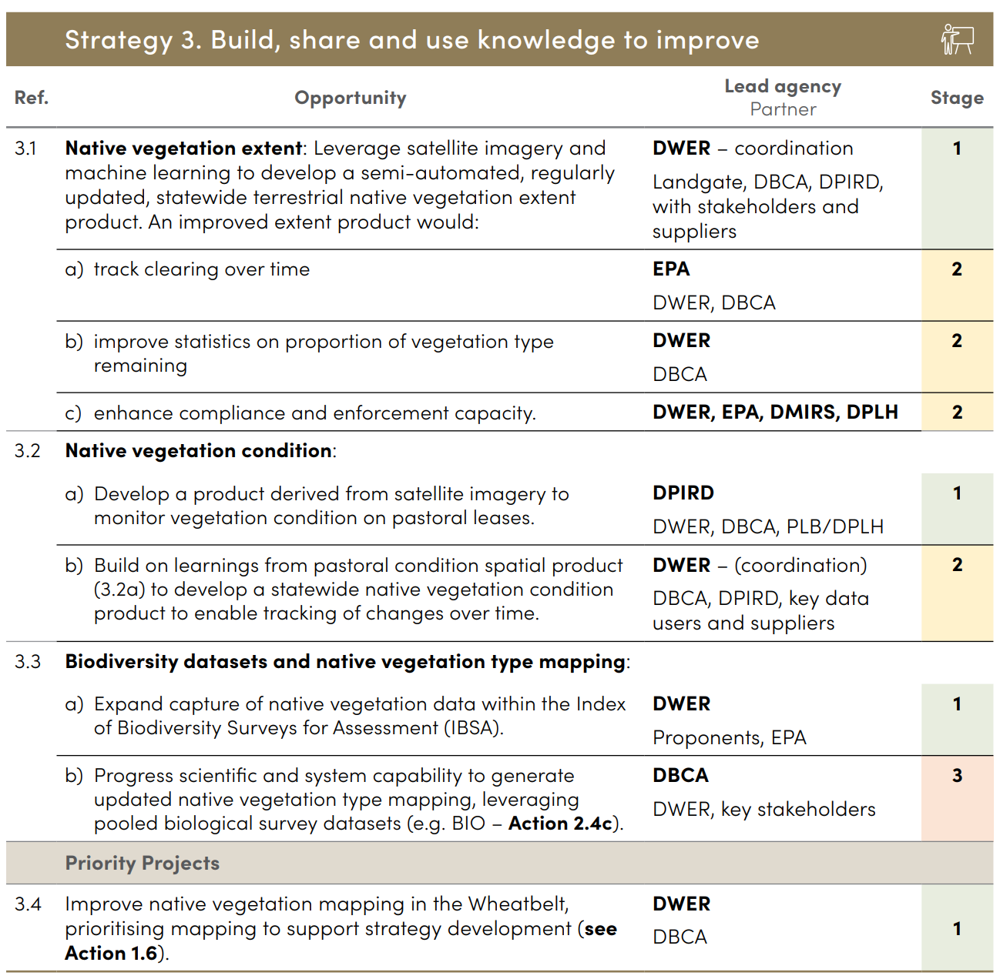 Strategy 3. Build, share and use knowledge to improve
Ref.
Opportunity
Lead agency
Partner
Stage
3.1
Native vegetation extent: Leverage satellite imagery and
machine learning to develop a semi-automated, regularly
updated, statewide terrestrial native vegetation extent
product. An improved extent product would:
DWER – coordination
Landgate, DBCA, DPIRD,
with stakeholders and
suppliers
1
a) track clearing over time
EPA
DWER, DBCA
2
b) improve statistics on proportion of vegetation type
remaining
DWER
DBCA
2
c) enhance compliance and enforcement capacity.
DWER, EPA, DMIRS, DPLH
2
3.2
Native vegetation condition:
a) Develop a product derived from satellite imagery to
monitor vegetation condition on pastoral leases.
DPIRD
DWER, DBCA, PLB/DPLH
1
b) Build on learnings from pastoral condition spatial product
(3.2a) to develop a statewide native vegetation condition
product to enable tracking of changes over time.
DWER – (coordination)
DBCA, DPIRD, key data
users and suppliers
2
3.3
Biodiversity datasets and native vegetation type mapping:
a) Expand capture of native vegetation data within the Index
of Biodiversity Surveys for Assessment (IBSA).
DWER
Proponents, EPA
1
b) Progress scientific and system capability to generate
updated native vegetation type mapping, leveraging
pooled biological survey datasets (e.g. BIO – Action 2.4c).
DBCA
DWER, key stakeholders
3
Priority Projects
3.4
Improve native vegetation mapping in the Wheatbelt,
prioritising mapping to support strategy development (see
Action 1.6).
DWER
DBCA
1